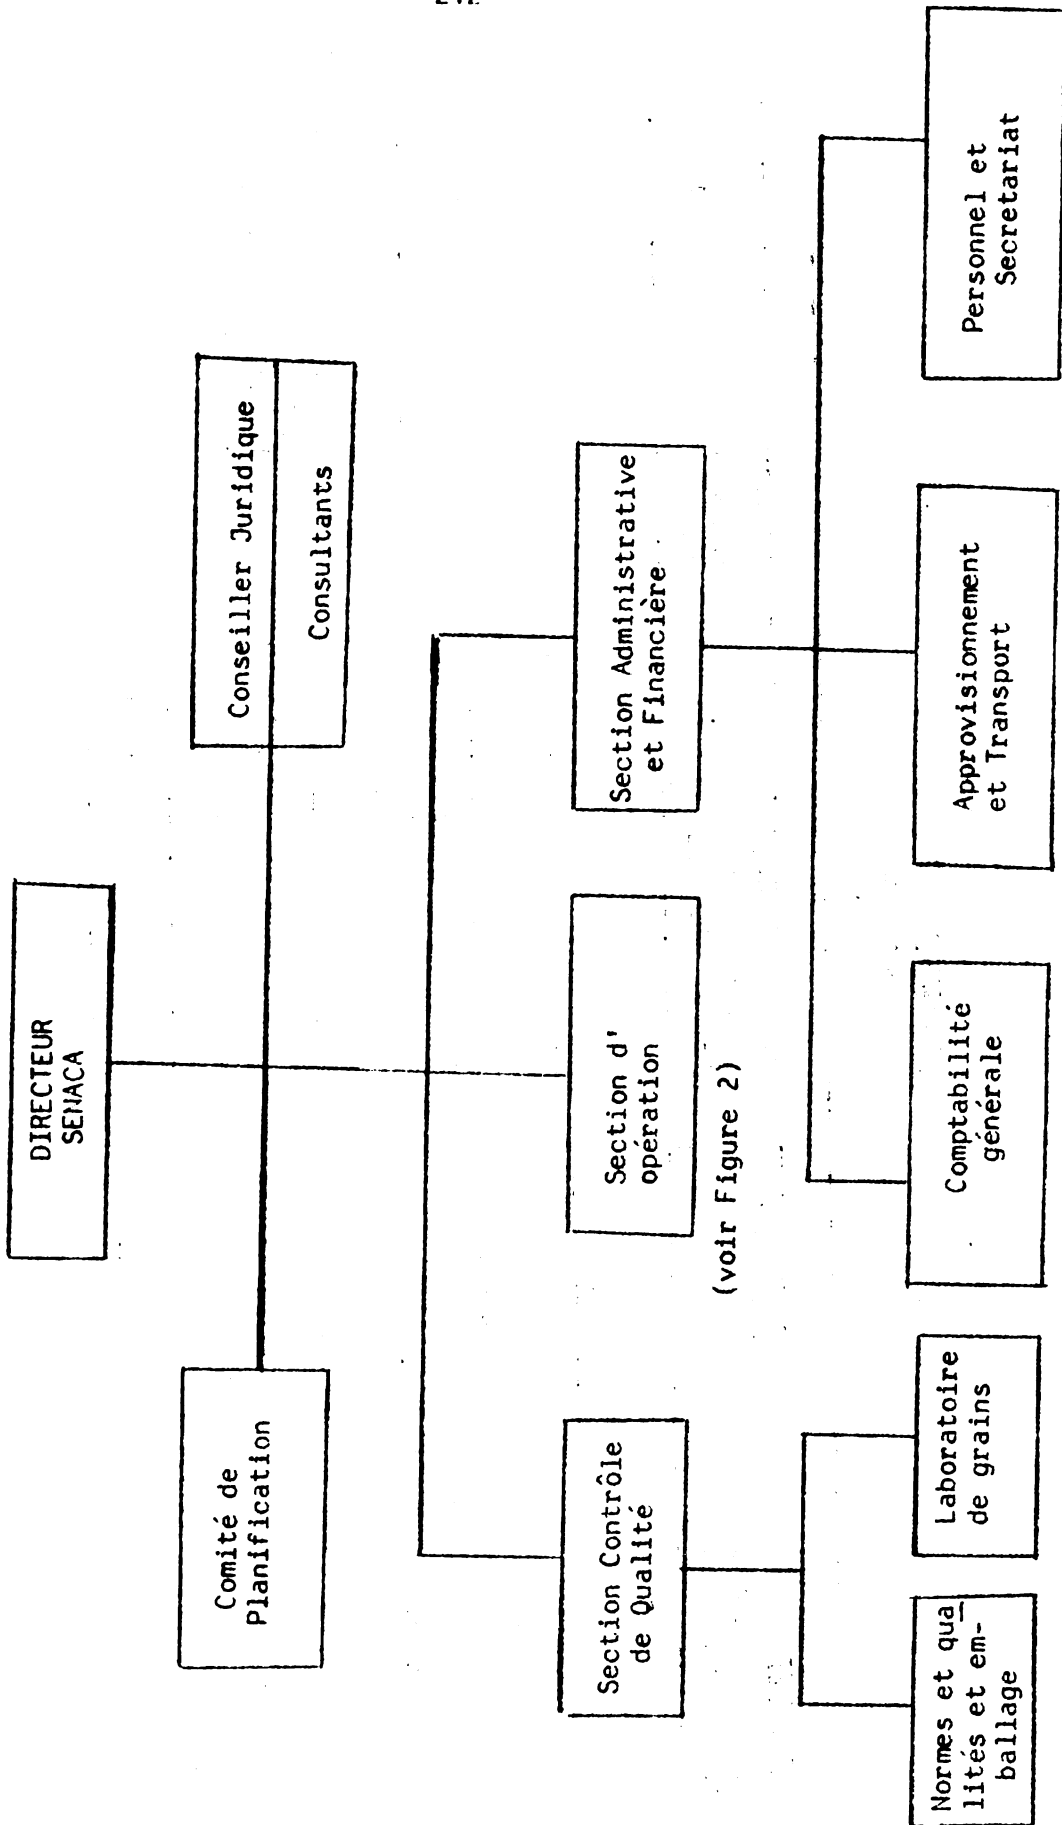 DIRECTEUR
SENACA
Comité de
Planification
Conseiller Juridique
Consultants
Section Contrôle
de Qualité
Section d'
opération
(voir Figure 2)
Section Administrative
et Financière
Normes et qua
lités et em-
ballage
Laboratoire
de grains
Comptabilité
générale
Approvisionnement
et Transport
Personnel et
Secretariat